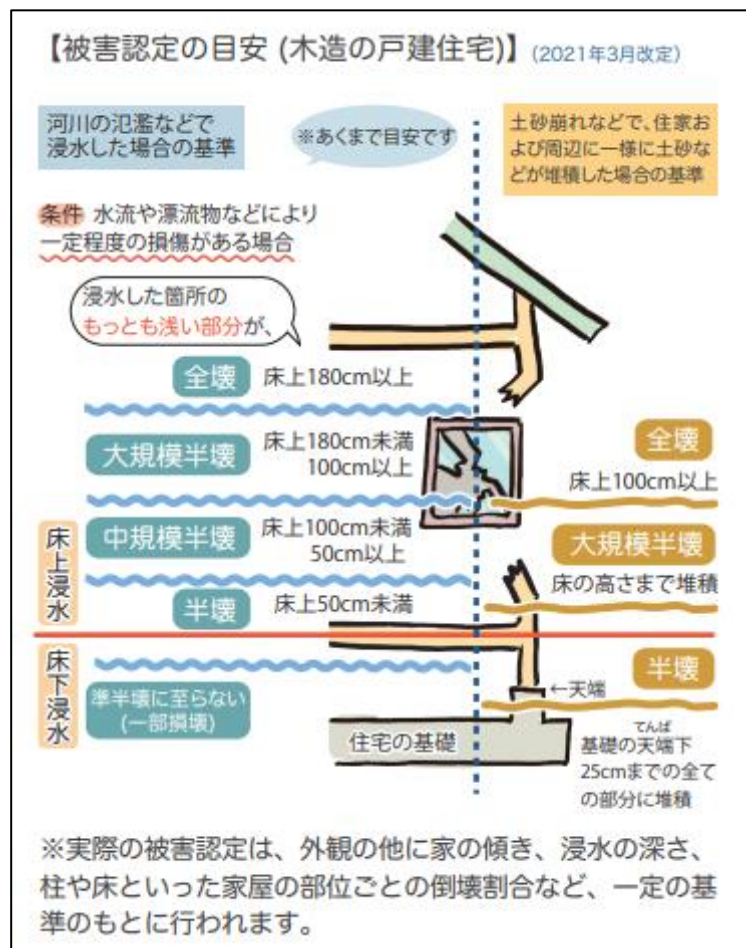 【被害認定の目安 (木造の戸建住宅)】(2021年3月改定)
河川の氾濫などで
浸水した場合の基準
※あくまで目安です
土砂崩れなどで、住家お
よび周辺に一様に土砂な
どが堆積した場合の基準
条件 水流や漂流物などにより
一定程度の損傷がある場合
浸水した箇所の
もっとも浅い部分が、
全壊 床上180cm以上
大規模半壊 床上180cm未満
100cm以上
中規模半壊 床上100cm未満
50cm以上
半壊 床上50cm未満
床上浸水
床下浸水
準半壊に至らない
(一部損壊)
住宅の基礎
全壊
床上100cm以上
大規模半壊
床の高さまで堆積
半壊
←天端
てんば
基礎の天端下
25cmまでの全て
の部分に堆積
※実際の被害認定は、外観の他に家の傾き、浸水の深さ、
柱や床といった家屋の部位ごとの倒壊割合など、一定の基
準のもとに行われます。